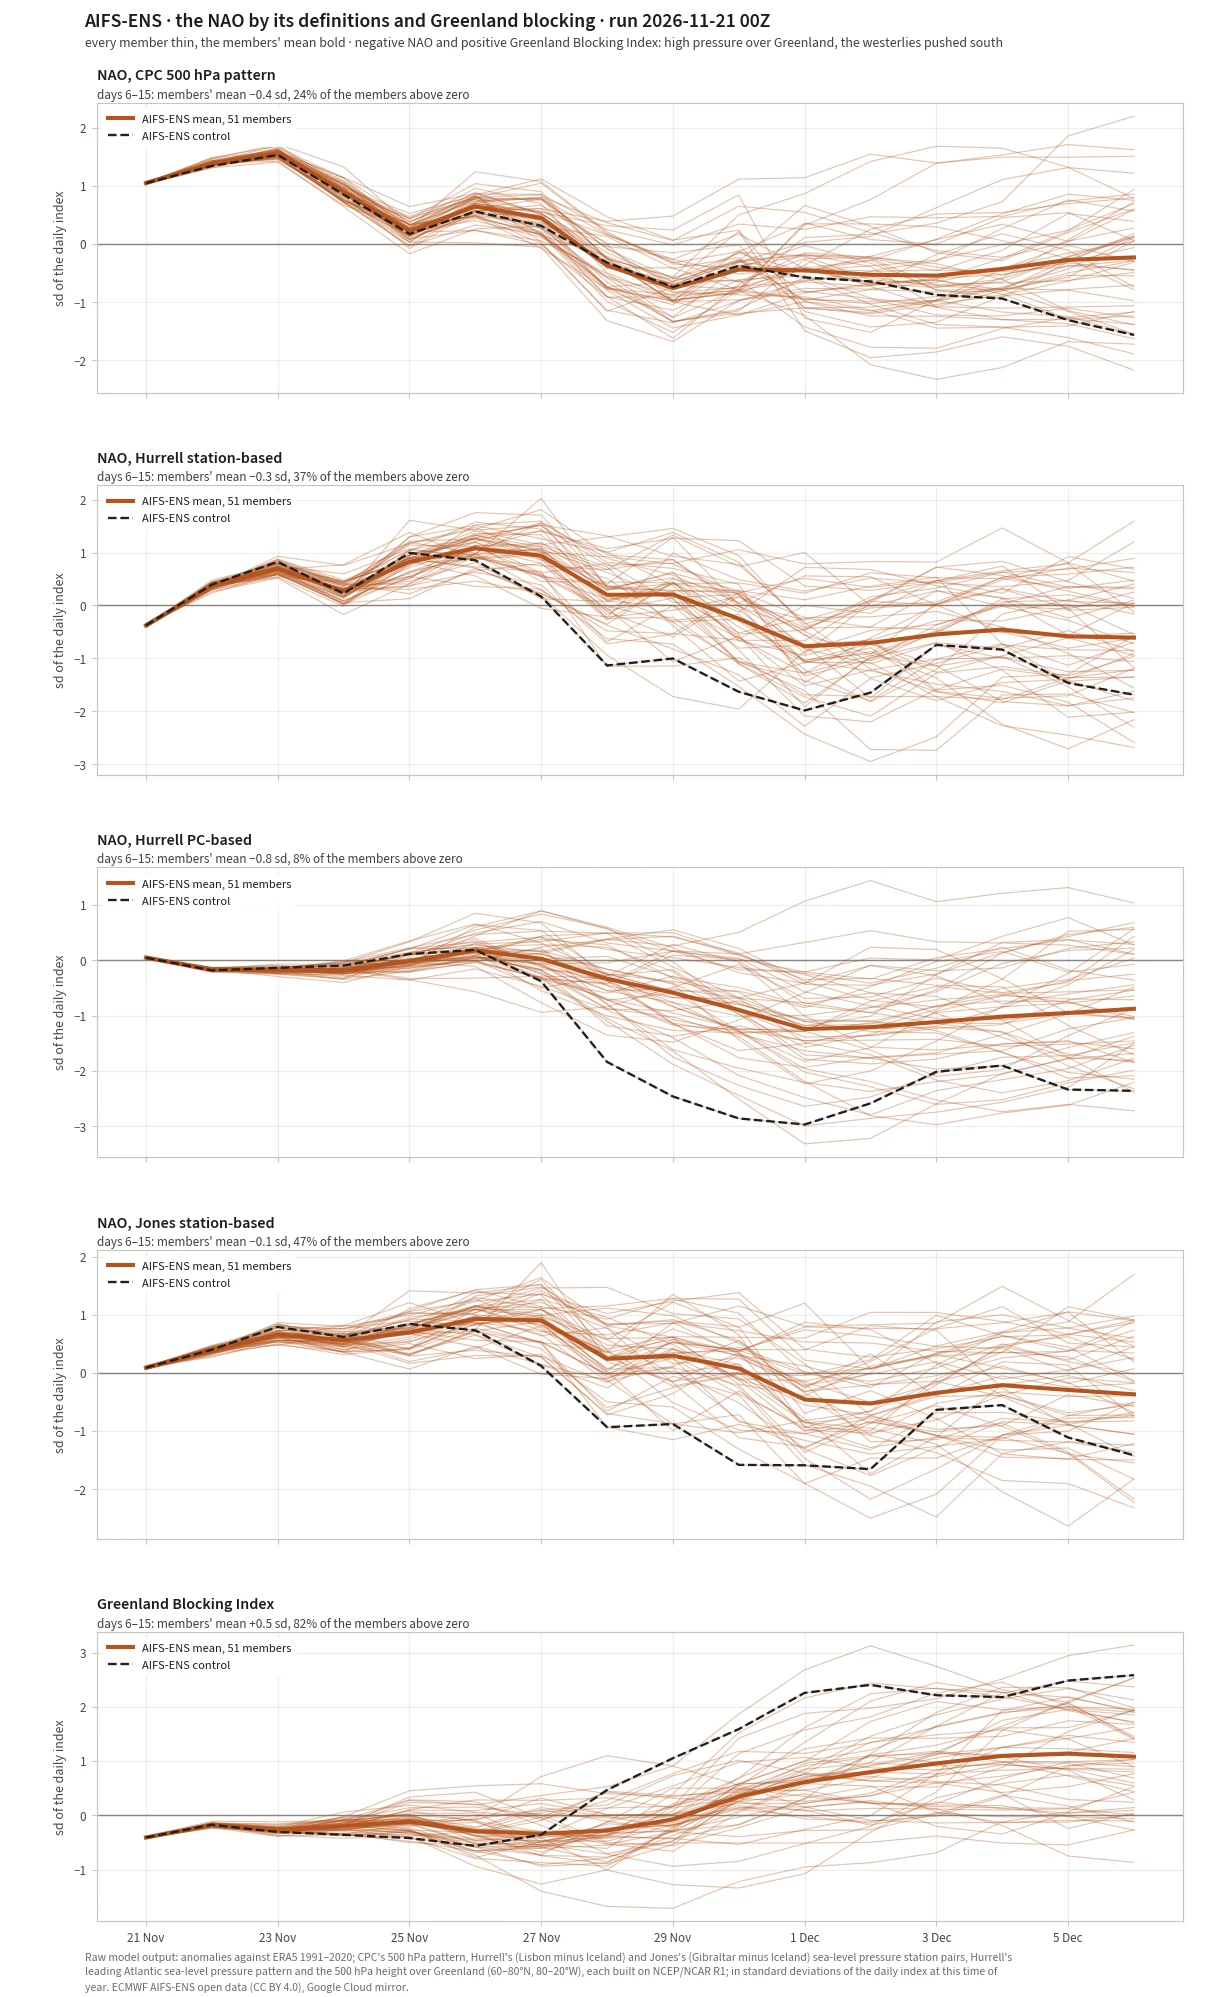 AIFS-ENS · the NAO by its definitions and Greenland blocking · run 2026-11-21 00Z
every member thin, the members' mean bold · negative NAO and positive Greenland Blocking Index: high pressure over Greenland, the westerlies pushed south
NAO, CPC 500 hPa pattern
days 6–15: members' mean −0.4 sd, 24% of the members above zero
AIFS-ENS mean, 51 members
AIFS-ENS control
2
1
0
−1
−2
sd of the daily index
NAO, Hurrell station-based
days 6–15: members' mean −0.3 sd, 37% of the members above zero
AIFS-ENS mean, 51 members
AIFS-ENS control
2
1
0
−1
−2
−3
sd of the daily index
NAO, Hurrell PC-based
days 6–15: members' mean −0.8 sd, 8% of the members above zero
AIFS-ENS mean, 51 members
AIFS-ENS control
1
0
−1
−2
−3
sd of the daily index
NAO, Jones station-based
days 6–15: members' mean −0.1 sd, 47% of the members above zero
AIFS-ENS mean, 51 members
AIFS-ENS control
2
1
0
−1
−2
sd of the daily index
Greenland Blocking Index
days 6–15: members' mean +0.5 sd, 82% of the members above zero
AIFS-ENS mean, 51 members
AIFS-ENS control
3
2
1
0
−1
sd of the daily index
21 Nov 23 Nov 25 Nov 27 Nov 29 Nov 1 Dec 3 Dec 5 Dec
Raw model output: anomalies against ERA5 1991–2020; CPC's 500 hPa pattern, Hurrell's (Lisbon minus Iceland) and Jones's (Gibraltar minus Iceland) sea-level pressure station pairs, Hurrell's
leading Atlantic sea-level pressure pattern and the 500 hPa height over Greenland (60–80°N, 80–20°W), each built on NCEP/NCAR R1; in standard deviations of the daily index at this time of
year. ECMWF AIFS-ENS open data (CC BY 4.0), Google Cloud mirror.